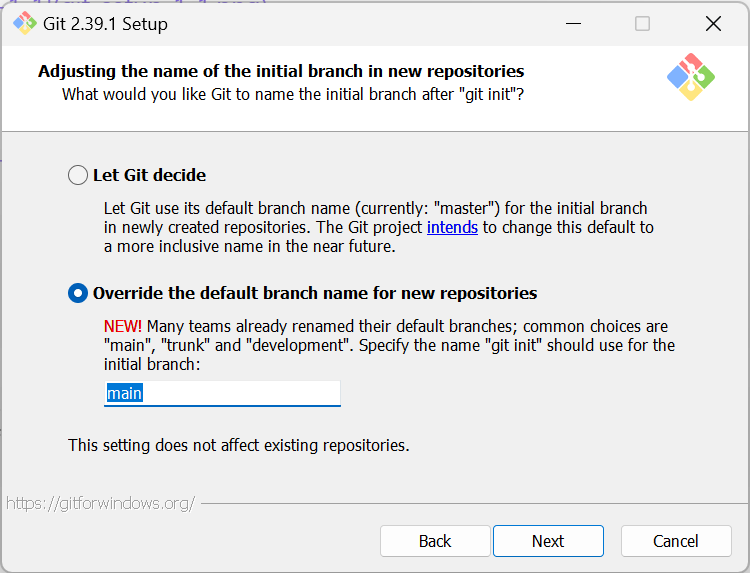 Git 2.39.1 Setup
Adjusting the name of the initial branch in new repositories
What would you like Git to name the initial branch after "git init"?
Let Git decide
Let Git use its default branch name (currently: "master") for the initial branch
in newly created repositories. The Git project intends to change this default to
a more inclusive name in the near future.
Override the default branch name for new repositories
NEW! Many teams already renamed their default branches; common choices are
"main", "trunk" and "development". Specify the name "git init" should use for the
initial branch:
main
This setting does not affect existing repositories.
https://gitforwindows.org/
Back
Next
Cancel